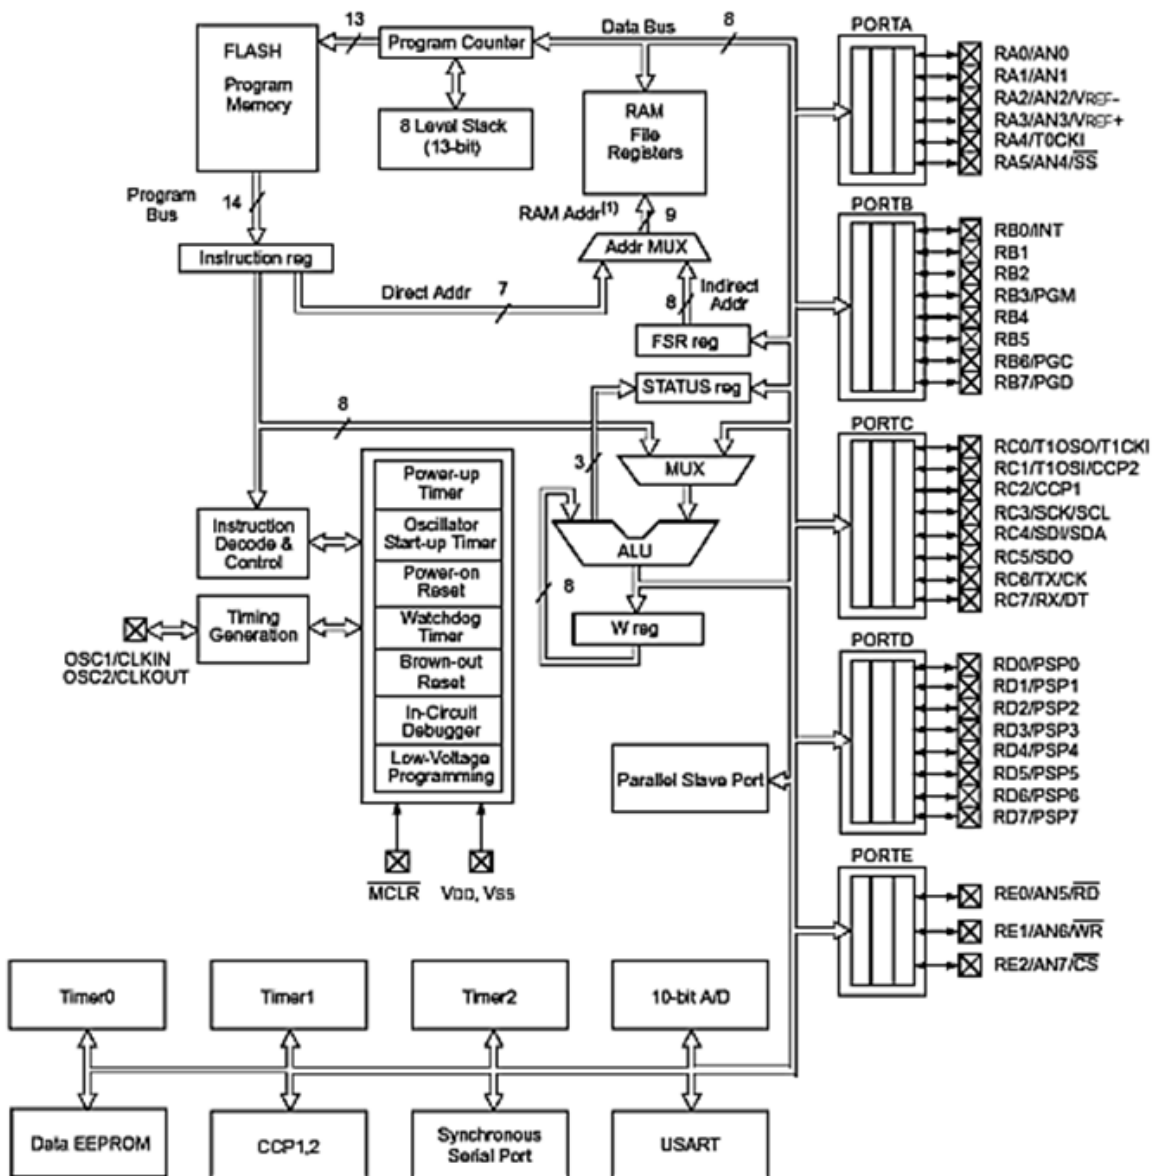 13
Data Bus
8
PORTA
FLASH
Program
Memory
Program Counter
RAM
File
Registers
8 Level Stack
(13-bit)
RA0/AN0
RA1/AN1
RA2/AN2/VREF-
RA3/AN3/VREF+
RA4/T0CKI
RA5/AN4/SS
Program
Bus
14
RAM Addr(1)
9
PORTB
Instruction reg
Addr MUX
RB0/INT
RB1
RB2
RB3/PGM
RB4
RB5
RB6/PGC
RB7/PGD
Direct Addr
7
8
Indirect
Addr
FSR reg
STATUS reg
8
PORTC
3
MUX
RC0/T1OSO/T1CKI
RC1/T1OSI/CCP2
RC2/CCP1
RC3/SCK/SCL
RC4/SDI/SDA
RC5/SDO
RC6/TX/CK
RC7/RX/DT
Power-up
Timer
Oscillator
Start-up Timer
Power-on
Reset
Watchdog
Timer
Brown-out
Reset
In-Circuit
Debugger
Low-Voltage
Programming
Instruction
Decode &
Control
ALU
8
Timing
Generation
W reg
OSC1/CLKIN
OSC2/CLKOUT
PORTD
RD0/PSP0
RD1/PSP1
RD2/PSP2
RD3/PSP3
RD4/PSP4
RD5/PSP5
RD6/PSP6
RD7/PSP7
Parallel Slave Port
MCLR
VDD, VSS
PORTE
RE0/AN5/RD
RE1/AN6/WR
RE2/AN7/CS
Timer0
Timer1
Timer2
10-bit A/D
Data EEPROM
CCP1,2
Synchronous
Serial Port
USART